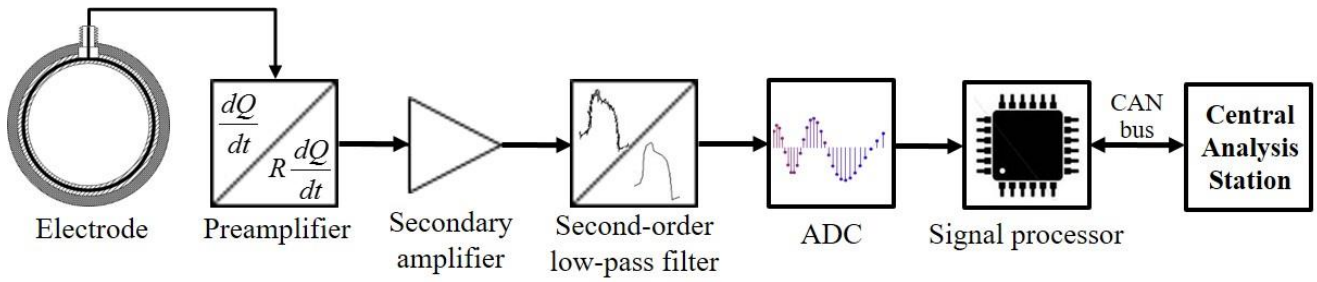 dQ
dt
R dQ
dt
Electrode
Preamplifier
Secondary
amplifier
Second-order
low-pass filter
ADC
Signal processor
CAN
bus
Central
Analysis
Station